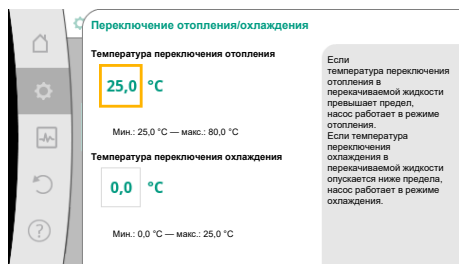 Переключение отопления/охлаждения
Температура переключения отопления
25,0 °C
Мин.: 25,0 °C — макс.: 80,0 °C
Температура переключения охлаждения
0,0 °C
Мин.: 0,0 °C — макс.: 25,0 °C
Если
температура переключения
отопления в
перекачиваемой жидкости
превышает предел,
насос работает в режиме
отопления.
Если температура
переключения
охлаждения в
перекачиваемой жидкости
опускается ниже предела,
насос работает в режиме
охлаждения.